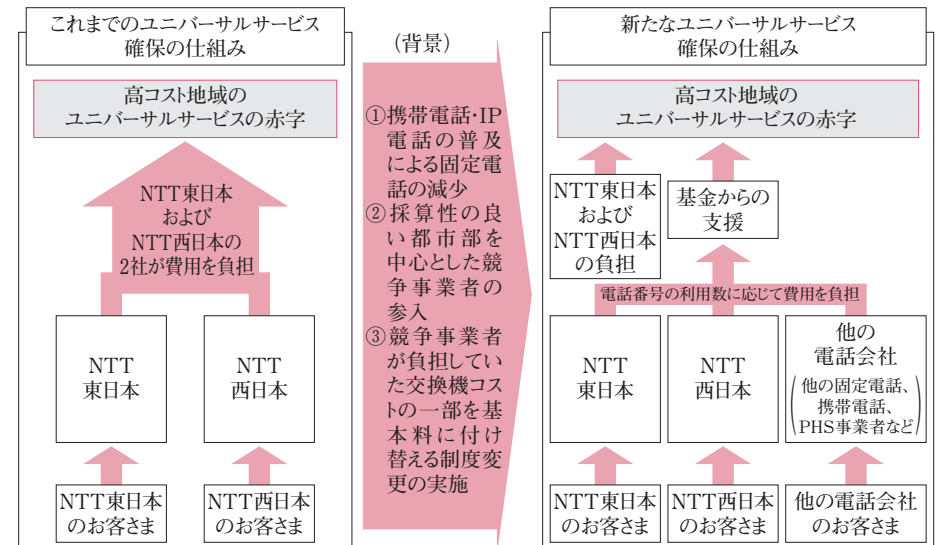 これまでのユニバーサルサービス
確保の仕組み
高コスト地域の
ユニバーサルサービスの赤字
NTT東日本
および
NTT西日本の
2社が費用を負担
NTT
東日本
NTT
西日本
NTT東日本
のお客さま
NTT西日本
のお客さま
(背景)
①携帯電話・IP
電話の普及
による固定電
話の減少
②採算性の良
い都市部を
中心とした競
争事業者の
参入
③競争事業者
が負担してい
た交換機コス
トの一部を基
本料に付け
替える制度変
更の実施
新たなユニバーサルサービス
確保の仕組み
高コスト地域の
ユニバーサルサービスの赤字
NTT東日本
および
NTT西日本
の負担
基金からの
支援
電話番号の利用数に応じて費用を負担
NTT
東日本
NTT
西日本
他の
電話会社
(他の固定電話、
携帯電話、
PHS事業者など)
NTT東日本
のお客さま
NTT西日本
のお客さま
他の電話会社
のお客さま